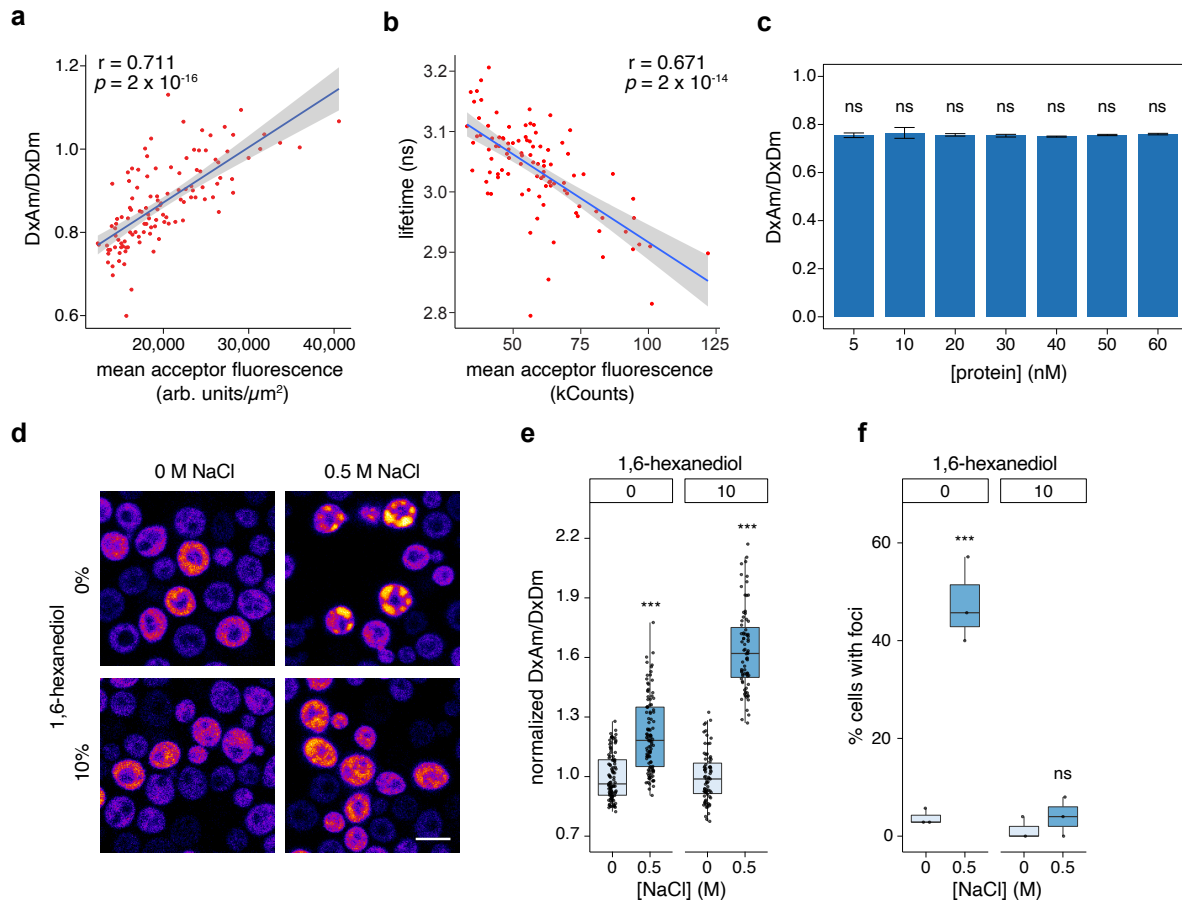 a
r = 0.711
p = 2 x 10⁻¹⁶
1.2
1.0
0.8
0.6
DxAm/DxDm
20,000 30,000 40,000
mean acceptor fluorescence
(arb. units/µm²)
b
r = 0.671
p = 2 x 10⁻¹⁴
3.2
3.1
3.0
2.9
2.8
lifetime (ns)
50 75 100 125
mean acceptor fluorescence
(kCounts)
c
1.0
0.8
0.6
0.4
0.2
0.0
DxAm/DxDm
ns ns ns ns ns ns ns
5 10 20 30 40 50 60
[protein] (nM)
d
0 M NaCl 0.5 M NaCl
1,6-hexanediol
0%
10%
e
1,6-hexanediol
0 10
2.2
1.9
1.6
1.3
1.0
0.7
normalized DxAm/DxDm
*** ***
0 0.5 0 0.5
[NaCl] (M)
f
1,6-hexanediol
0 10
60
40
20
0
% cells with foci
***
ns
0 0.5 0 0.5
[NaCl] (M)